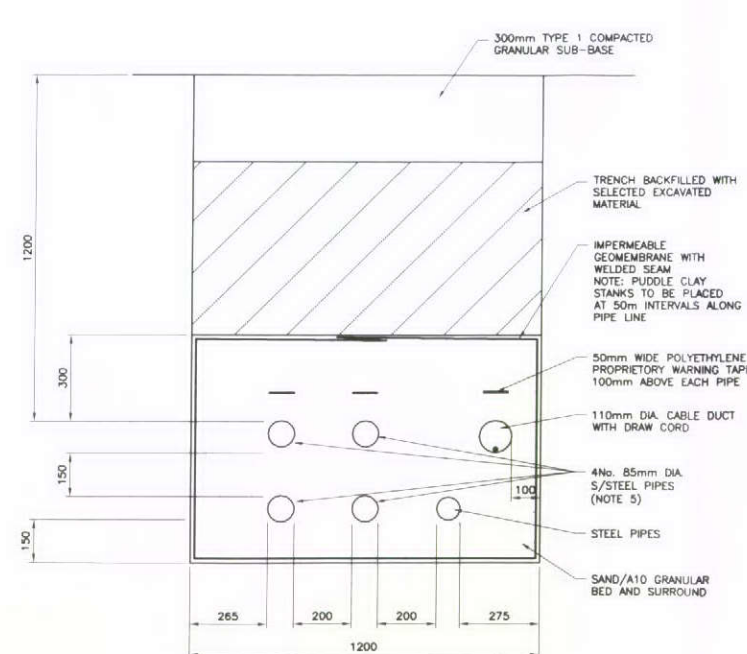 300mm TYPE 1 COMPACTED
GRANULAR SUB-BASE
TRENCH BACKFILLED WITH
SELECTED EXCAVATED
MATERIAL
IMPERMEABLE
GEOMEMBRANE WITH
WELDED SEAM
NOTE: PUDDLE CLAY
STANKS TO BE PLACED
AT 50m INTERVALS ALONG
PIPE LINE
50mm WIDE POLYETHYLENE
PROPRIETORY WARNING TAPE
100mm ABOVE EACH PIPE
110mm DIA. CABLE DUCT
WITH DRAW CORD
4No. 85mm DIA.
S/STEEL PIPES
(NOTE 5)
STEEL PIPES
SAND/A10 GRANULAR
BED AND SURROUND
1200
300
150
150
100
265 200 200 275
1200